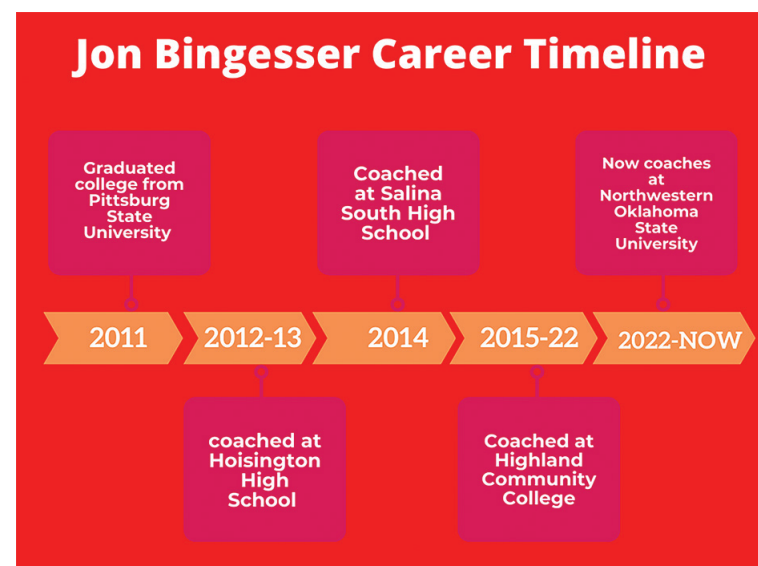 Jon Bingesser Career Timeline
Graduated
college from
Pittsburg
State
University
Coached
at Salina
South High
School
Now coaches
at
Northwestern
Oklahoma
State
University
2011
2012-13
2014
2015-22
2022-NOW
coached at
Hoisington
High
School
Coached at
Highland
Community
College